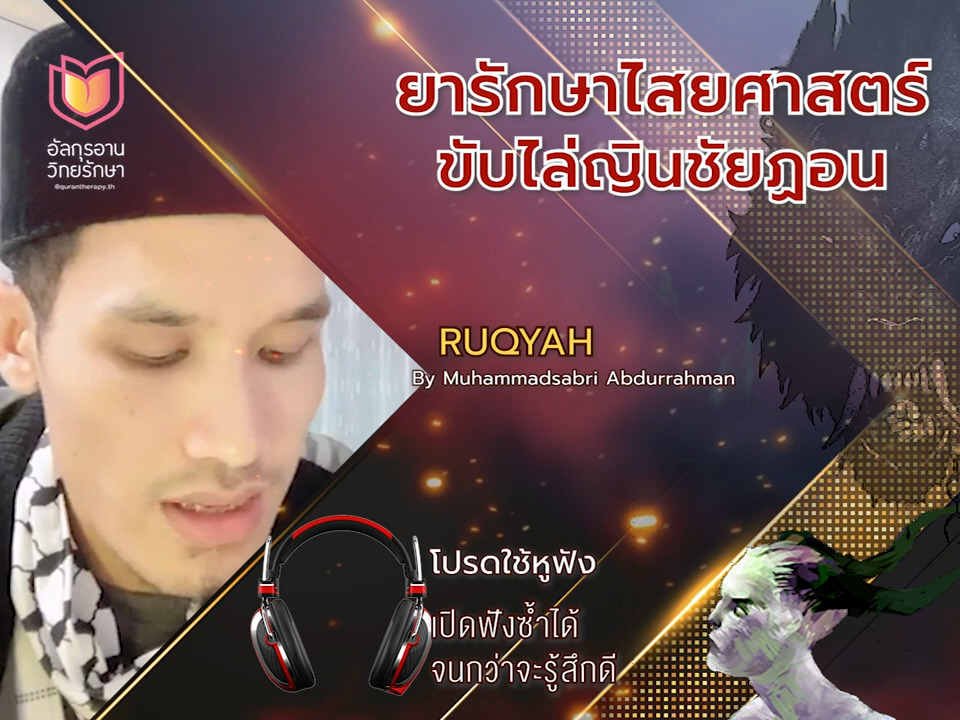 อัลกุรอาน
วิทยรักษา
@qurantherapy.th
ยารักษาไสยศาสตร์
ขับไล่ญินชัยฏอน
RUQYAH
By Muhammadsabri Abdurrahman
โปรดใช้หูฟัง
เปิดฟังซ้ำได้
จนกว่าจะรู้สึกดี